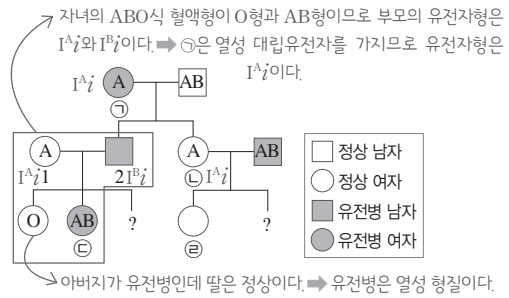 자녀의 ABO식 혈액형이 O형과 AB형이므로 부모의 유전자형은
Iᴬi와 Iᴮi이다. ➡ ㉠은 열성 대립유전자를 가지므로 유전자형은
Iᴬi이다.
Iᴬi A AB
㉠
A A AB
Iᴬi 1 2 Iᴮi ㉡ Iᴬi
O AB ? ?
㉢ ㉣
정상 남자
정상 여자
유전병 남자
유전병 여자
아버지가 유전병인데 딸은 정상이다. ➡ 유전병은 열성 형질이다.